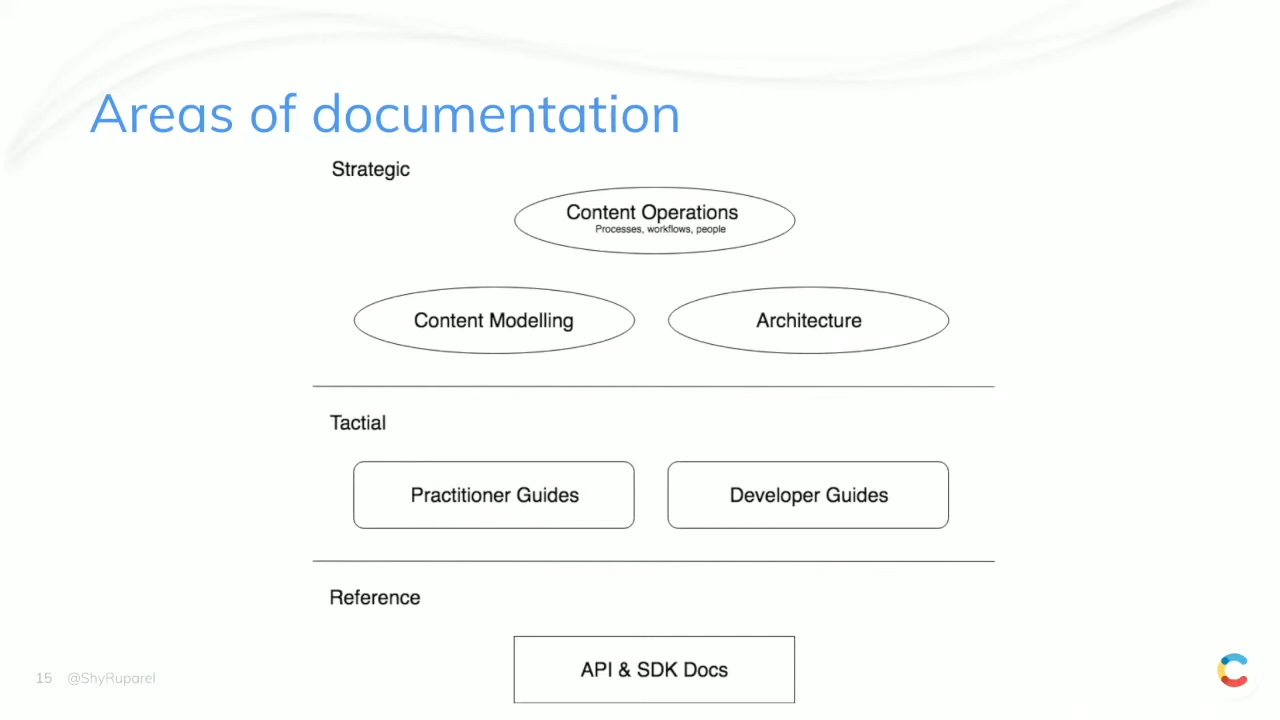 Areas of documentation
Strategic
Content Operations
Processes, workflows, people
Content Modelling
Architecture
Tactial
Practitioner Guides
Developer Guides
Reference
API & SDK Docs
15 @ShyRuparel